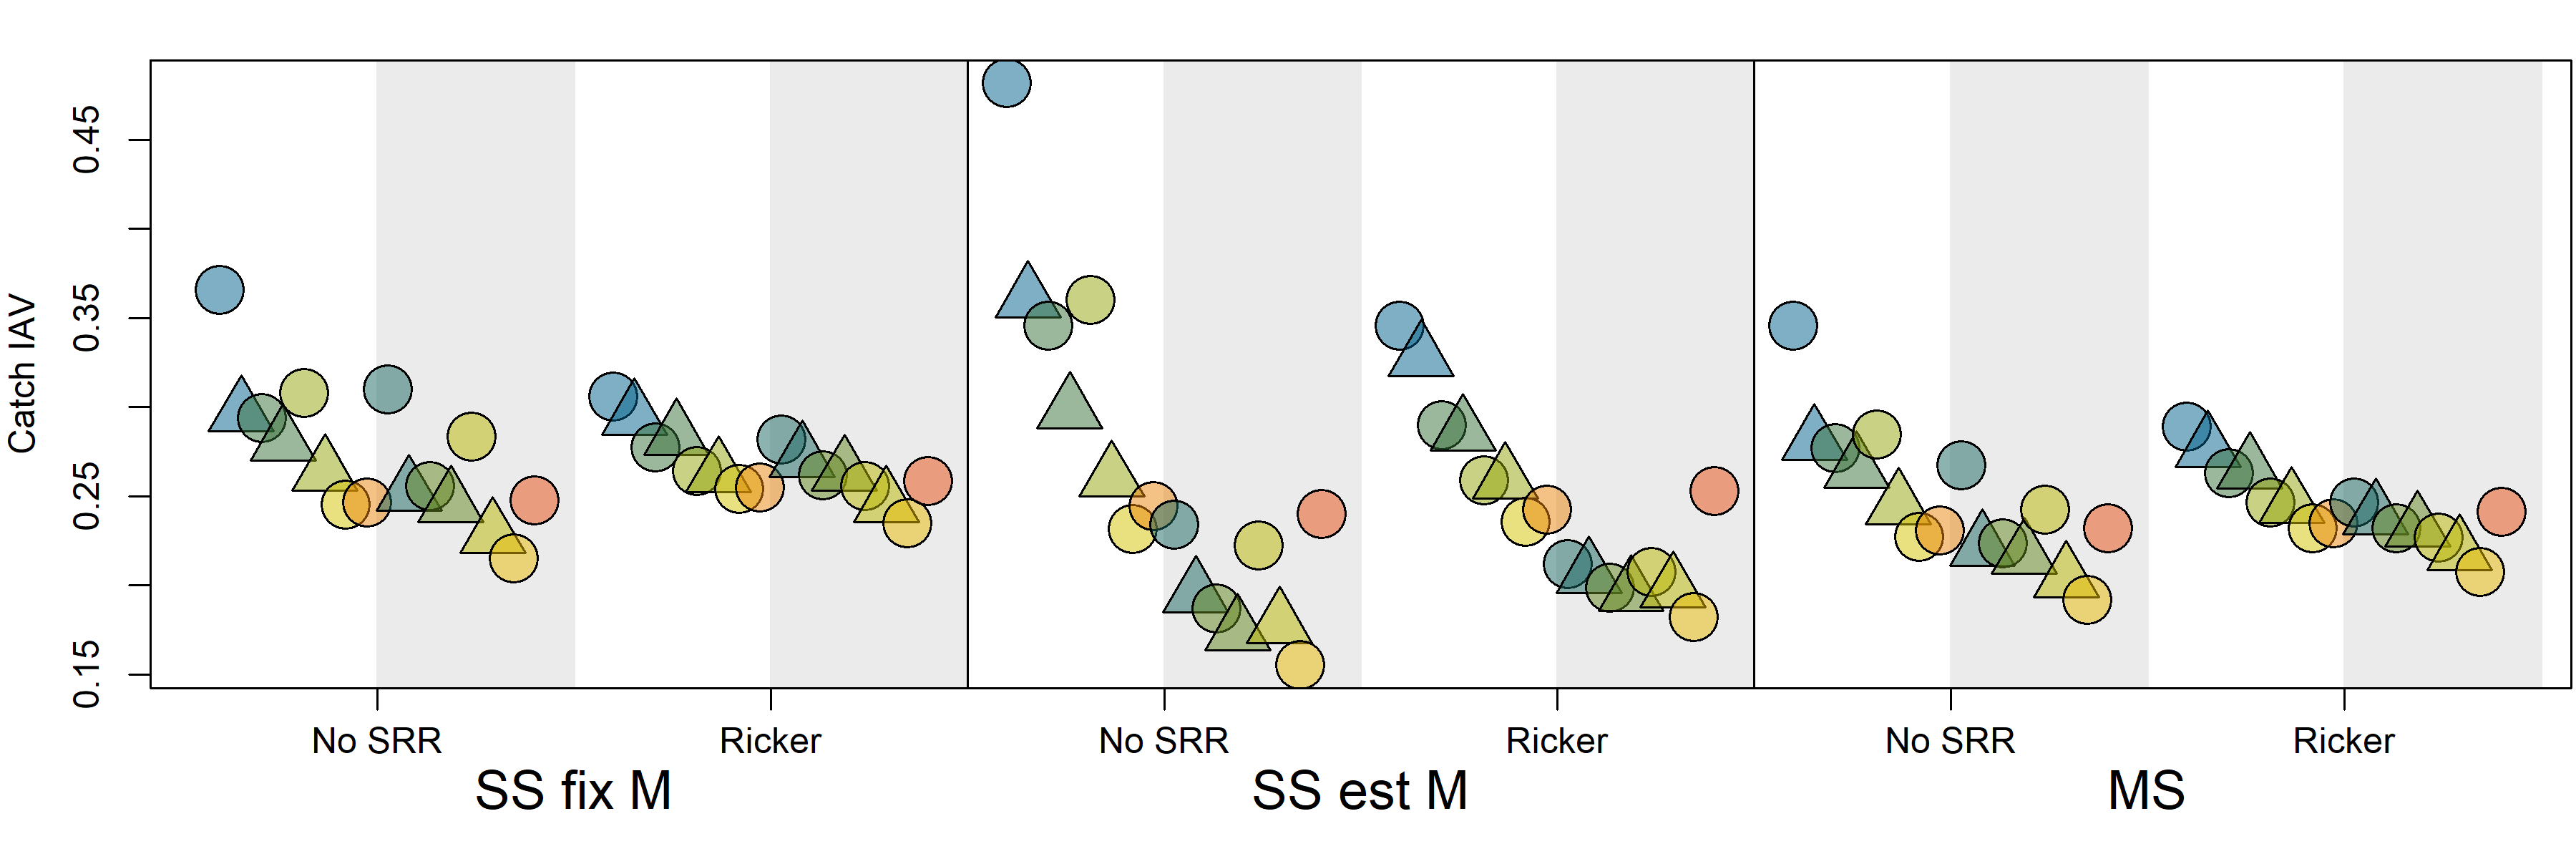 Catch IAV
0.45
0.35
0.25
0.15
No SRR Ricker No SRR Ricker No SRR Ricker
SS fix M SS est M MS